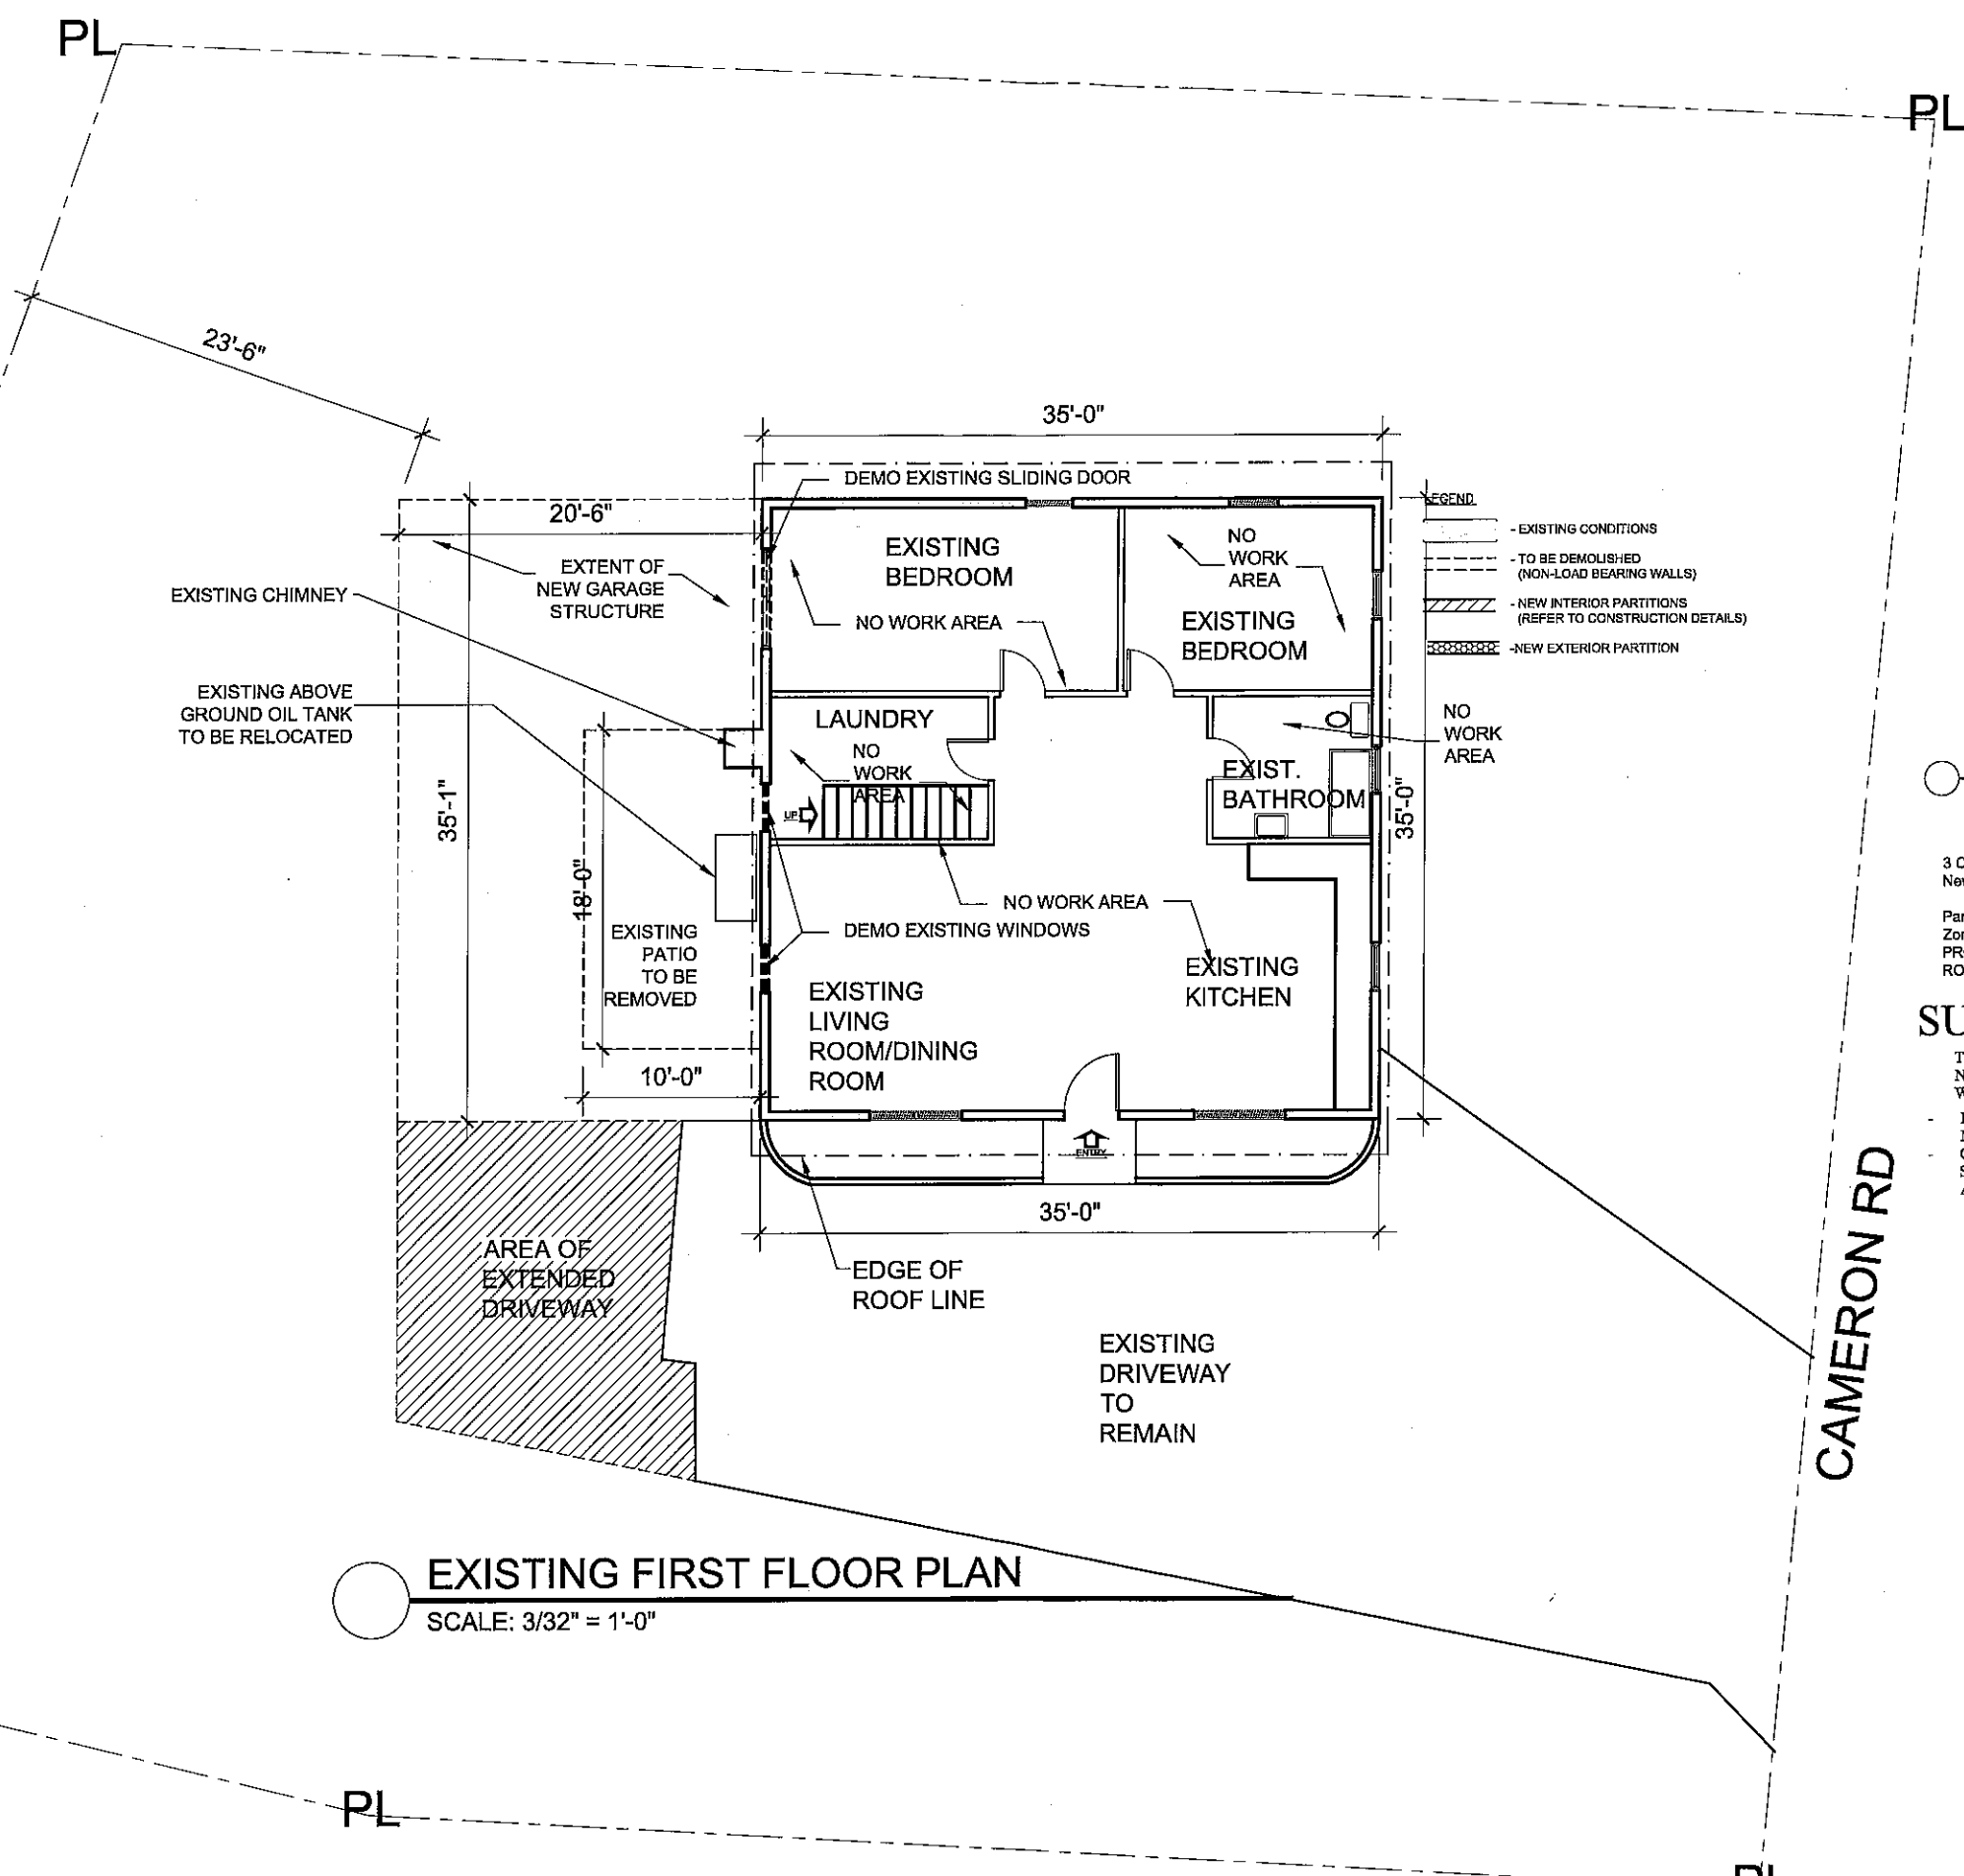 PL
PL
23'-6"
35'-0"
DEMO EXISTING SLIDING DOOR
20'-6"
EXTENT OF
NEW GARAGE
STRUCTURE
EXISTING
BEDROOM
NO
WORK
AREA
EXISTING
BEDROOM
NO WORK AREA
LEGEND
- EXISTING CONDITIONS
- TO BE DEMOLISHED
(NON-LOAD BEARING WALLS)
- NEW INTERIOR PARTITIONS
(REFER TO CONSTRUCTION DETAILS)
-NEW EXTERIOR PARTITION
EXISTING CHIMNEY
EXISTING ABOVE
GROUND OIL TANK
TO BE RELOCATED
LAUNDRY
NO
WORK
AREA
UP
EXIST.
BATHROOM
NO
WORK
AREA
35'-1"
18'-0"
35'-0"
NO WORK AREA
DEMO EXISTING WINDOWS
EXISTING
PATIO
TO BE
REMOVED
EXISTING
LIVING
ROOM/DINING
ROOM
EXISTING
KITCHEN
10'-0"
ENTRY
35'-0"
EDGE OF
ROOF LINE
AREA OF
EXTENDED
DRIVEWAY
EXISTING
DRIVEWAY
TO
REMAIN
CAMERON RD
3
SU
EXISTING FIRST FLOOR PLAN
SCALE: 3/32" = 1'-0"
PL